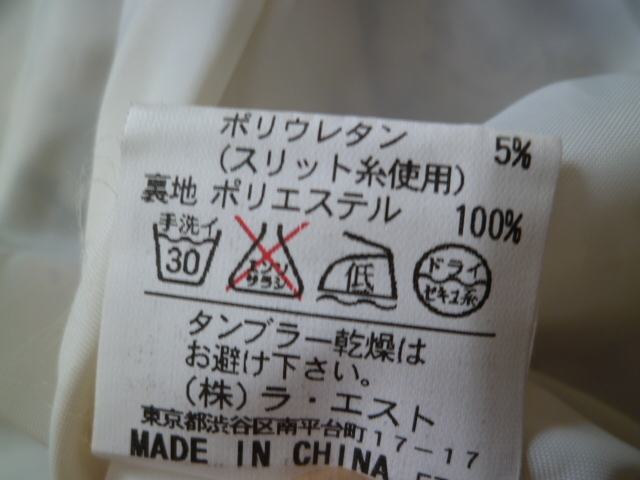 ポリウレタン 5%
(スリット糸使用)
裏地 ポリエステル 100%
手洗イ
30
エンソ
サラシ
低
ドライ
セキユ系
タンブラー乾燥は
お避け下さい。
(株)ラ・エスト
東京都渋谷区南平台町17-17
MADE IN CHINA